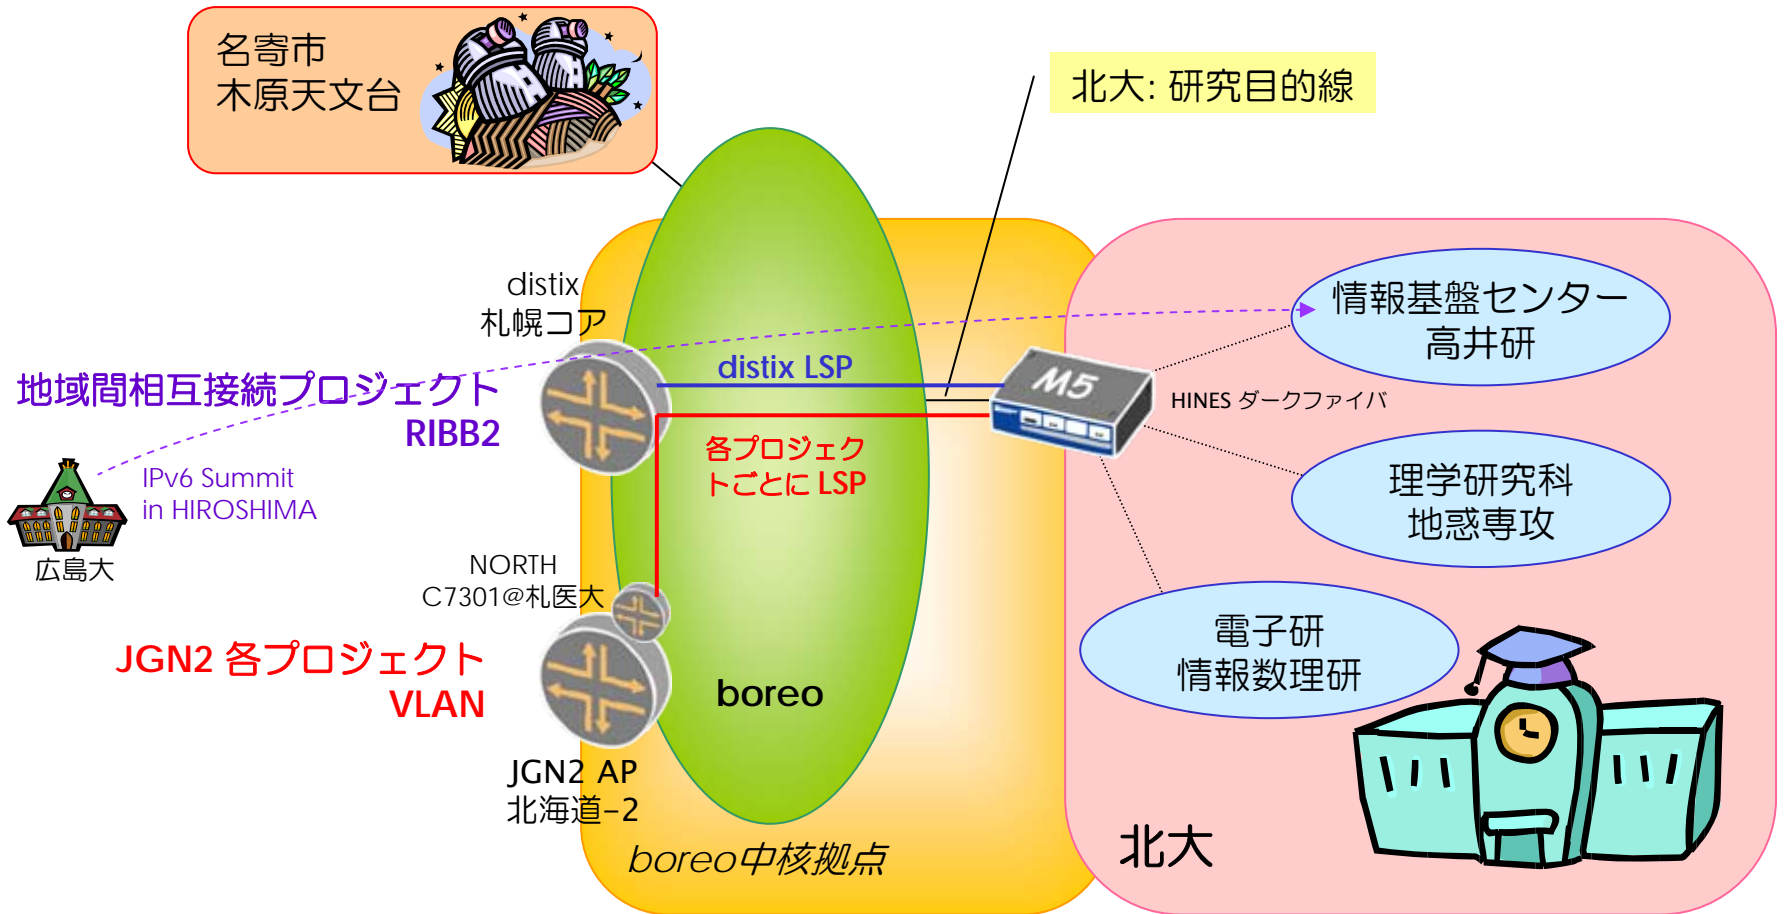 名寄市
木原天文台
北大: 研究目的線
distix
札幌コア
地域間相互接続プロジェクト
RIBB2
IPv6 Summit
in HIROSHIMA
広島大
distix LSP
各プロジェク
トごとに LSP
M5
HINES ダークファイバ
情報基盤センター
高井研
理学研究科
地惑専攻
電子研
情報数理研
NORTH
C7301@札医大
JGN2 各プロジェクト
VLAN
boreo
JGN2 AP
北海道-2
boreo中核拠点
北大